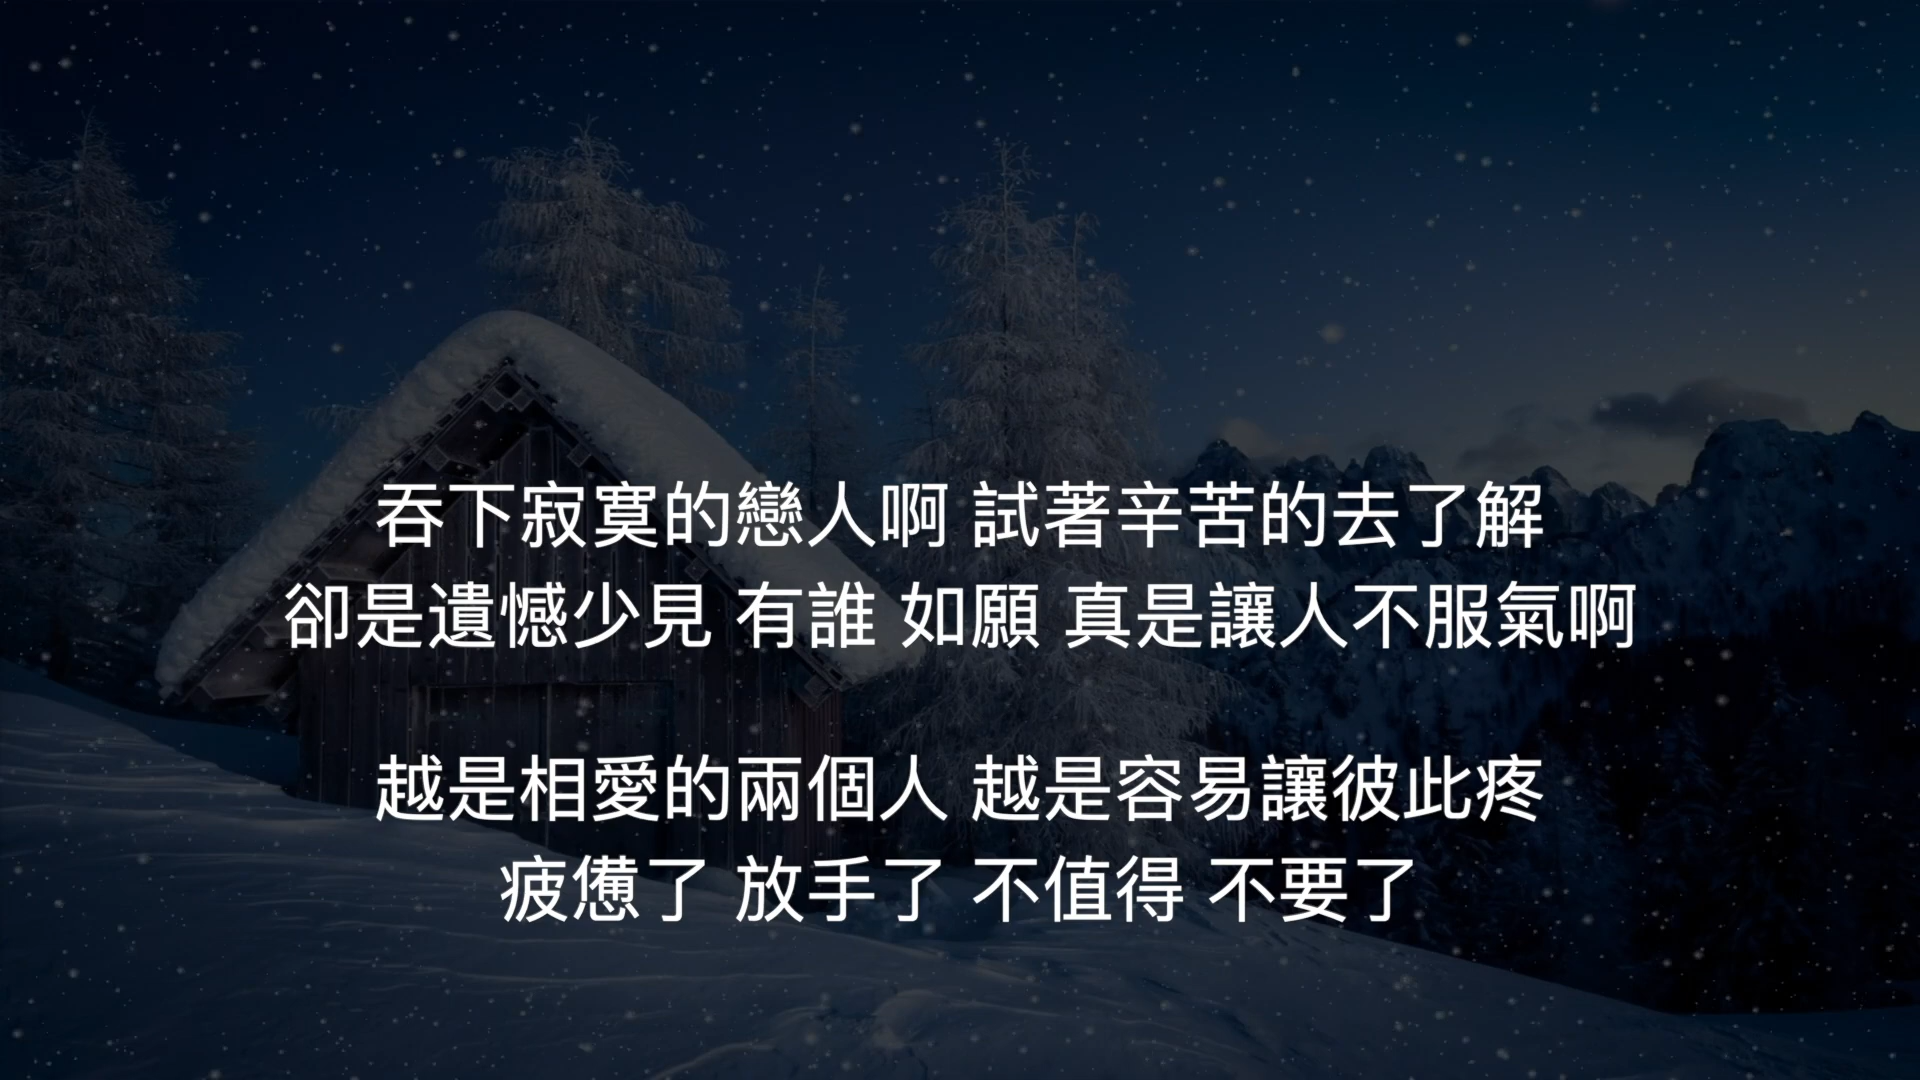 吞下寂寞的戀人啊 試著辛苦的去了解
卻是遺憾少見 有誰 如願 真是讓人不服氣啊
越是相愛的兩個人 越是容易讓彼此疼
疲憊了 放手了 不值得 不要了